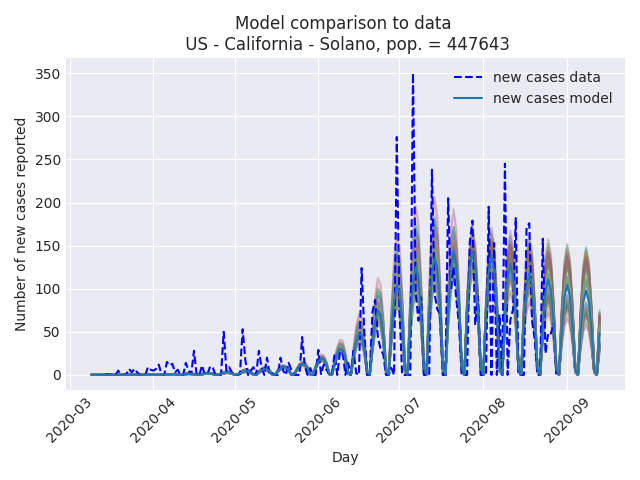 Model comparison to data
US - California - Solano, pop. = 447643
new cases data
new cases model
Number of new cases reported
350
300
250
200
150
100
50
0
2020-03
2020-04
2020-05
2020-06
2020-07
2020-08
2020-09
Day